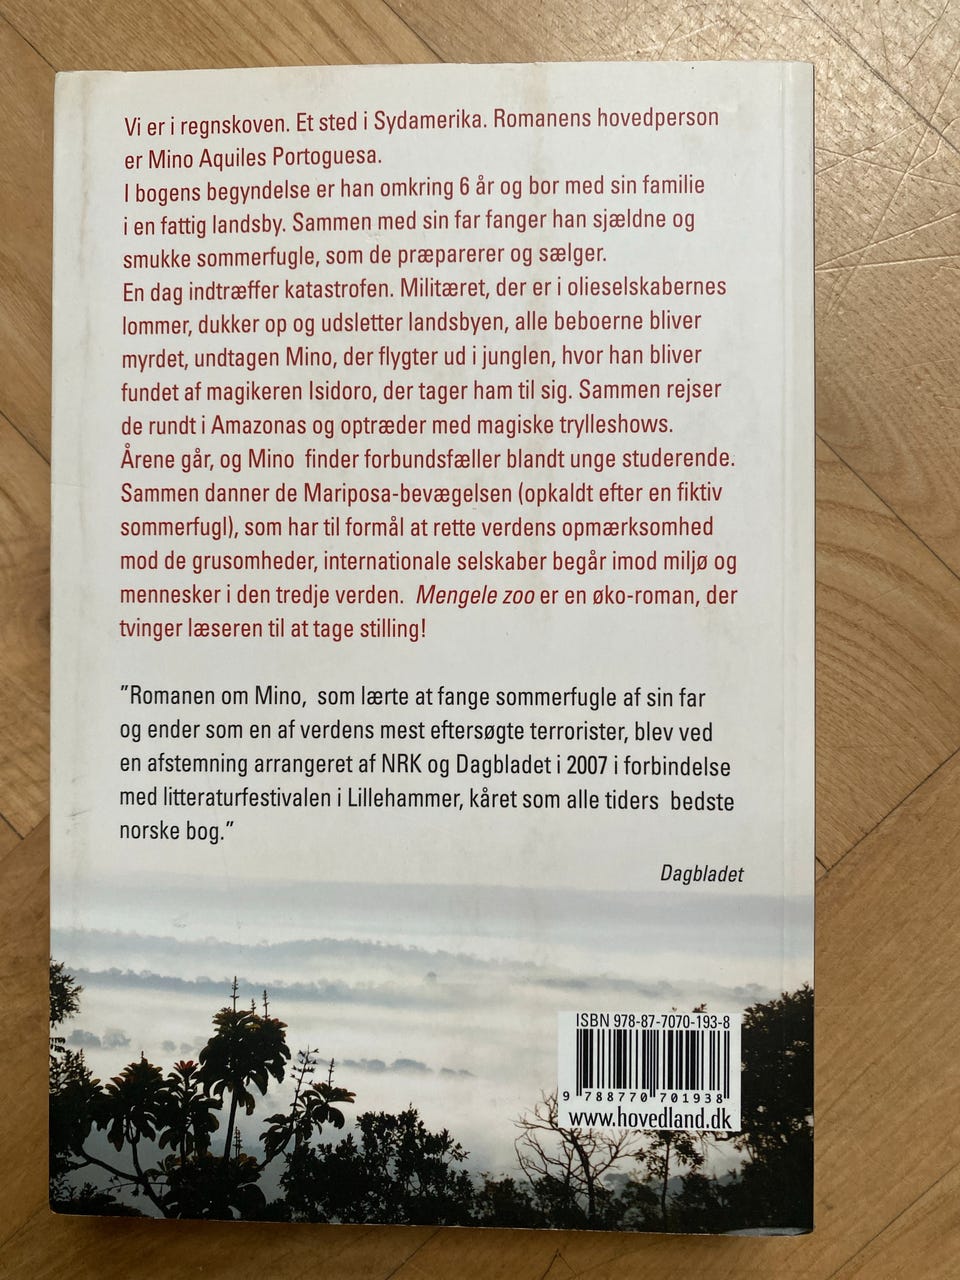 Vi er i regnskoven. Et sted i Sydamerika. Romanens hovedperson
er Mino Aquiles Portoguesa.
I bogens begyndelse er han omkring 6 år og bor med sin familie
i en fattig landsby. Sammen med sin far fanger han sjældne og
smukke sommerfugle, som de præparerer og sælger.
En dag indtræffer katastrofen. Militæret, der er i olieselskabernes
lommer, dukker op og udsletter landsbyen, alle beboerne bliver
myrdet, undtagen Mino, der flygter ud i junglen, hvor han bliver
fundet af magikeren Isidoro, der tager ham til sig. Sammen rejser
de rundt i Amazonas og optræder med magiske trylleshows.
Årene går, og Mino finder forbundsfæller blandt unge studerende.
Sammen danner de Mariposa-bevægelsen (opkaldt efter en fiktiv
sommerfugl), som har til formål at rette verdens opmærksomhed
mod de grusomheder, internationale selskaber begår imod miljø og
mennesker i den tredje verden. Mengele zoo er en øko-roman, der
tvinger læseren til at tage stilling!
"Romanen om Mino, som lærte at fange sommerfugle af sin far
og ender som en af verdens mest eftersøgte terrorister, blev ved
en afstemning arrangeret af NRK og Dagbladet i 2007 i forbindelse
med litteraturfestivalen i Lillehammer, kåret som alle tiders bedste
norske bog."
Dagbladet
ISBN 978-87-7070-193-8
9 788770 701938
www.hovedland.dk